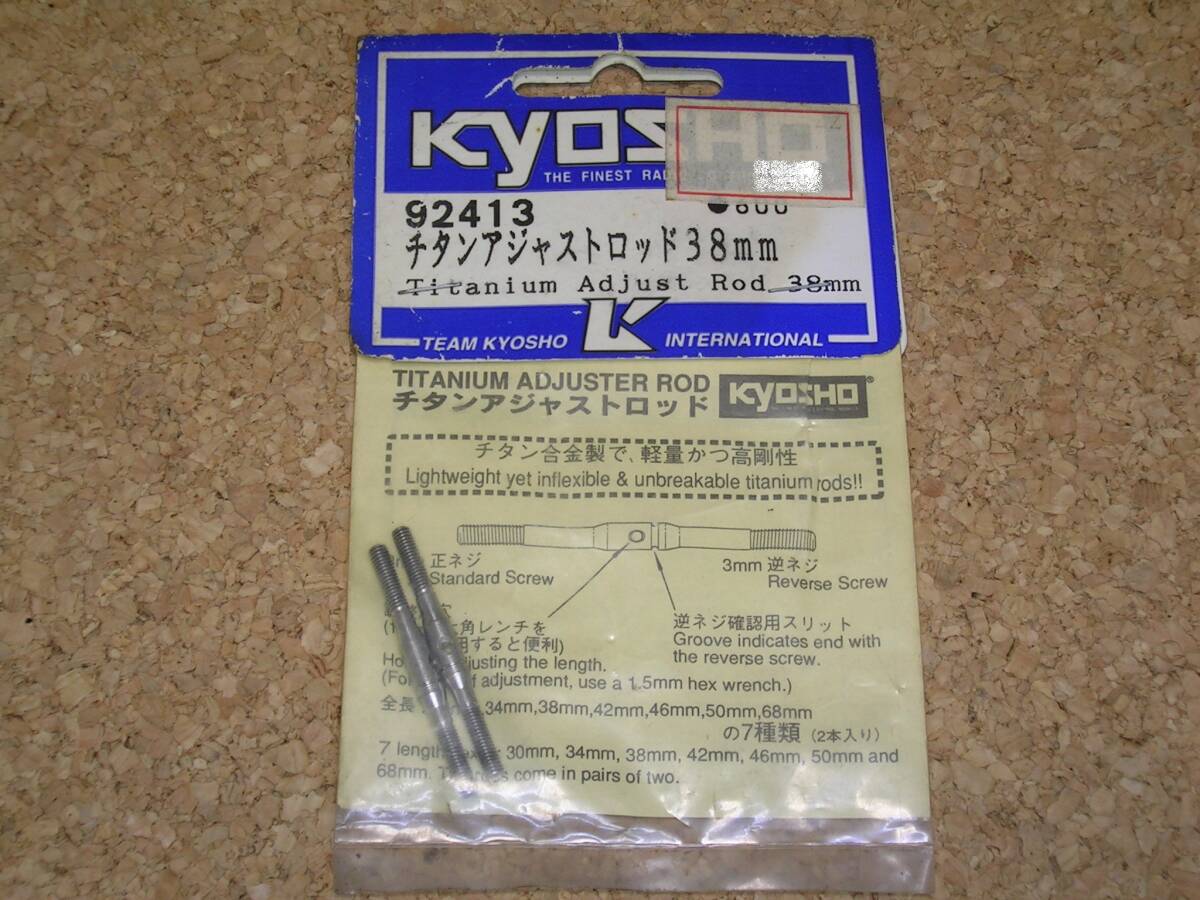 KYOSHO
THE FINEST
92413
チタンアジャストロッド38mm
Titanium Adjust Rod 38mm
K
TEAM KYOSHO INTERNATIONAL
TITANIUM ADJUSTER ROD KYOSHO®
チタンアジャストロッド
チタン合金製で、軽量かつ高剛性
Lightweight yet inflexible & unbreakable titanium rods!!
正ネジ
Standard Screw
3mm 逆ネジ
Reverse Screw
角レンチを
用すると便利)
adjusting the length.
adjustment, use a 1.5mm hex wrench.)
逆ネジ確認用スリット
Groove indicates end with
the reverse screw.
全長 34mm,38mm,42mm,46mm,50mm,68mm
の7種類 (2本入り)
7 30mm, 34mm, 38mm, 42mm, 46mm, 50mm and
68mm. come in pairs of two.